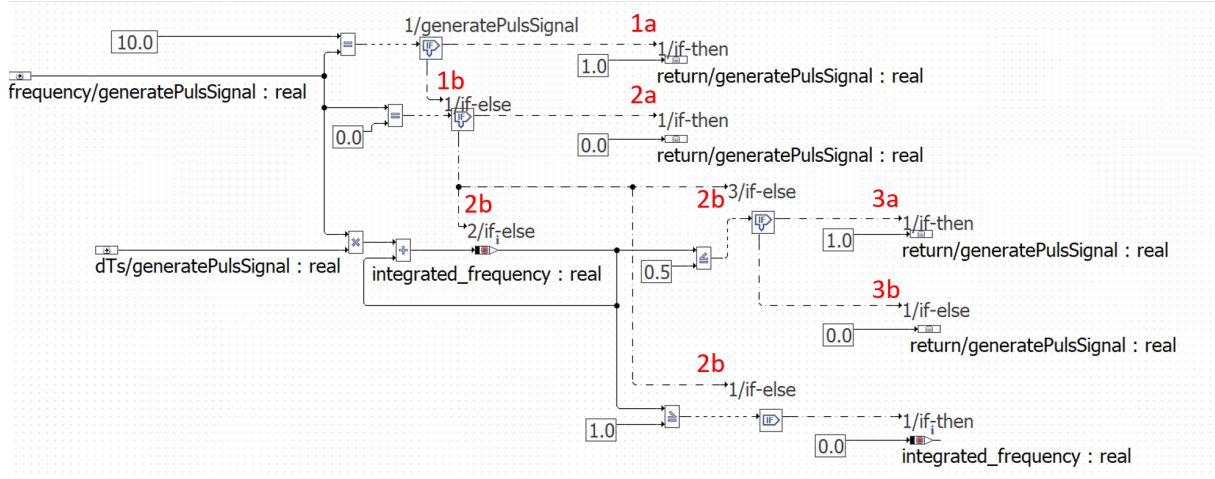 1/generatePulsSignal
1a
10.0
=
IF
1/if-then
1.0
return/generatePulsSignal : real
frequency/generatePulsSignal : real
1b
1/if-else
2a
=
IF
1/if-then
0.0
0.0
return/generatePulsSignal : real
2b
3/if-else
2b
3a
2/if-else
i
IF
1/if-then
1.0
return/generatePulsSignal : real
×
+
dTs/generatePulsSignal : real
integrated_frequency : real
0.5
≤
3b
1/if-else
0.0
return/generatePulsSignal : real
2b
1/if-else
1.0
≥
IF
1/if-then
i
0.0
integrated_frequency : real